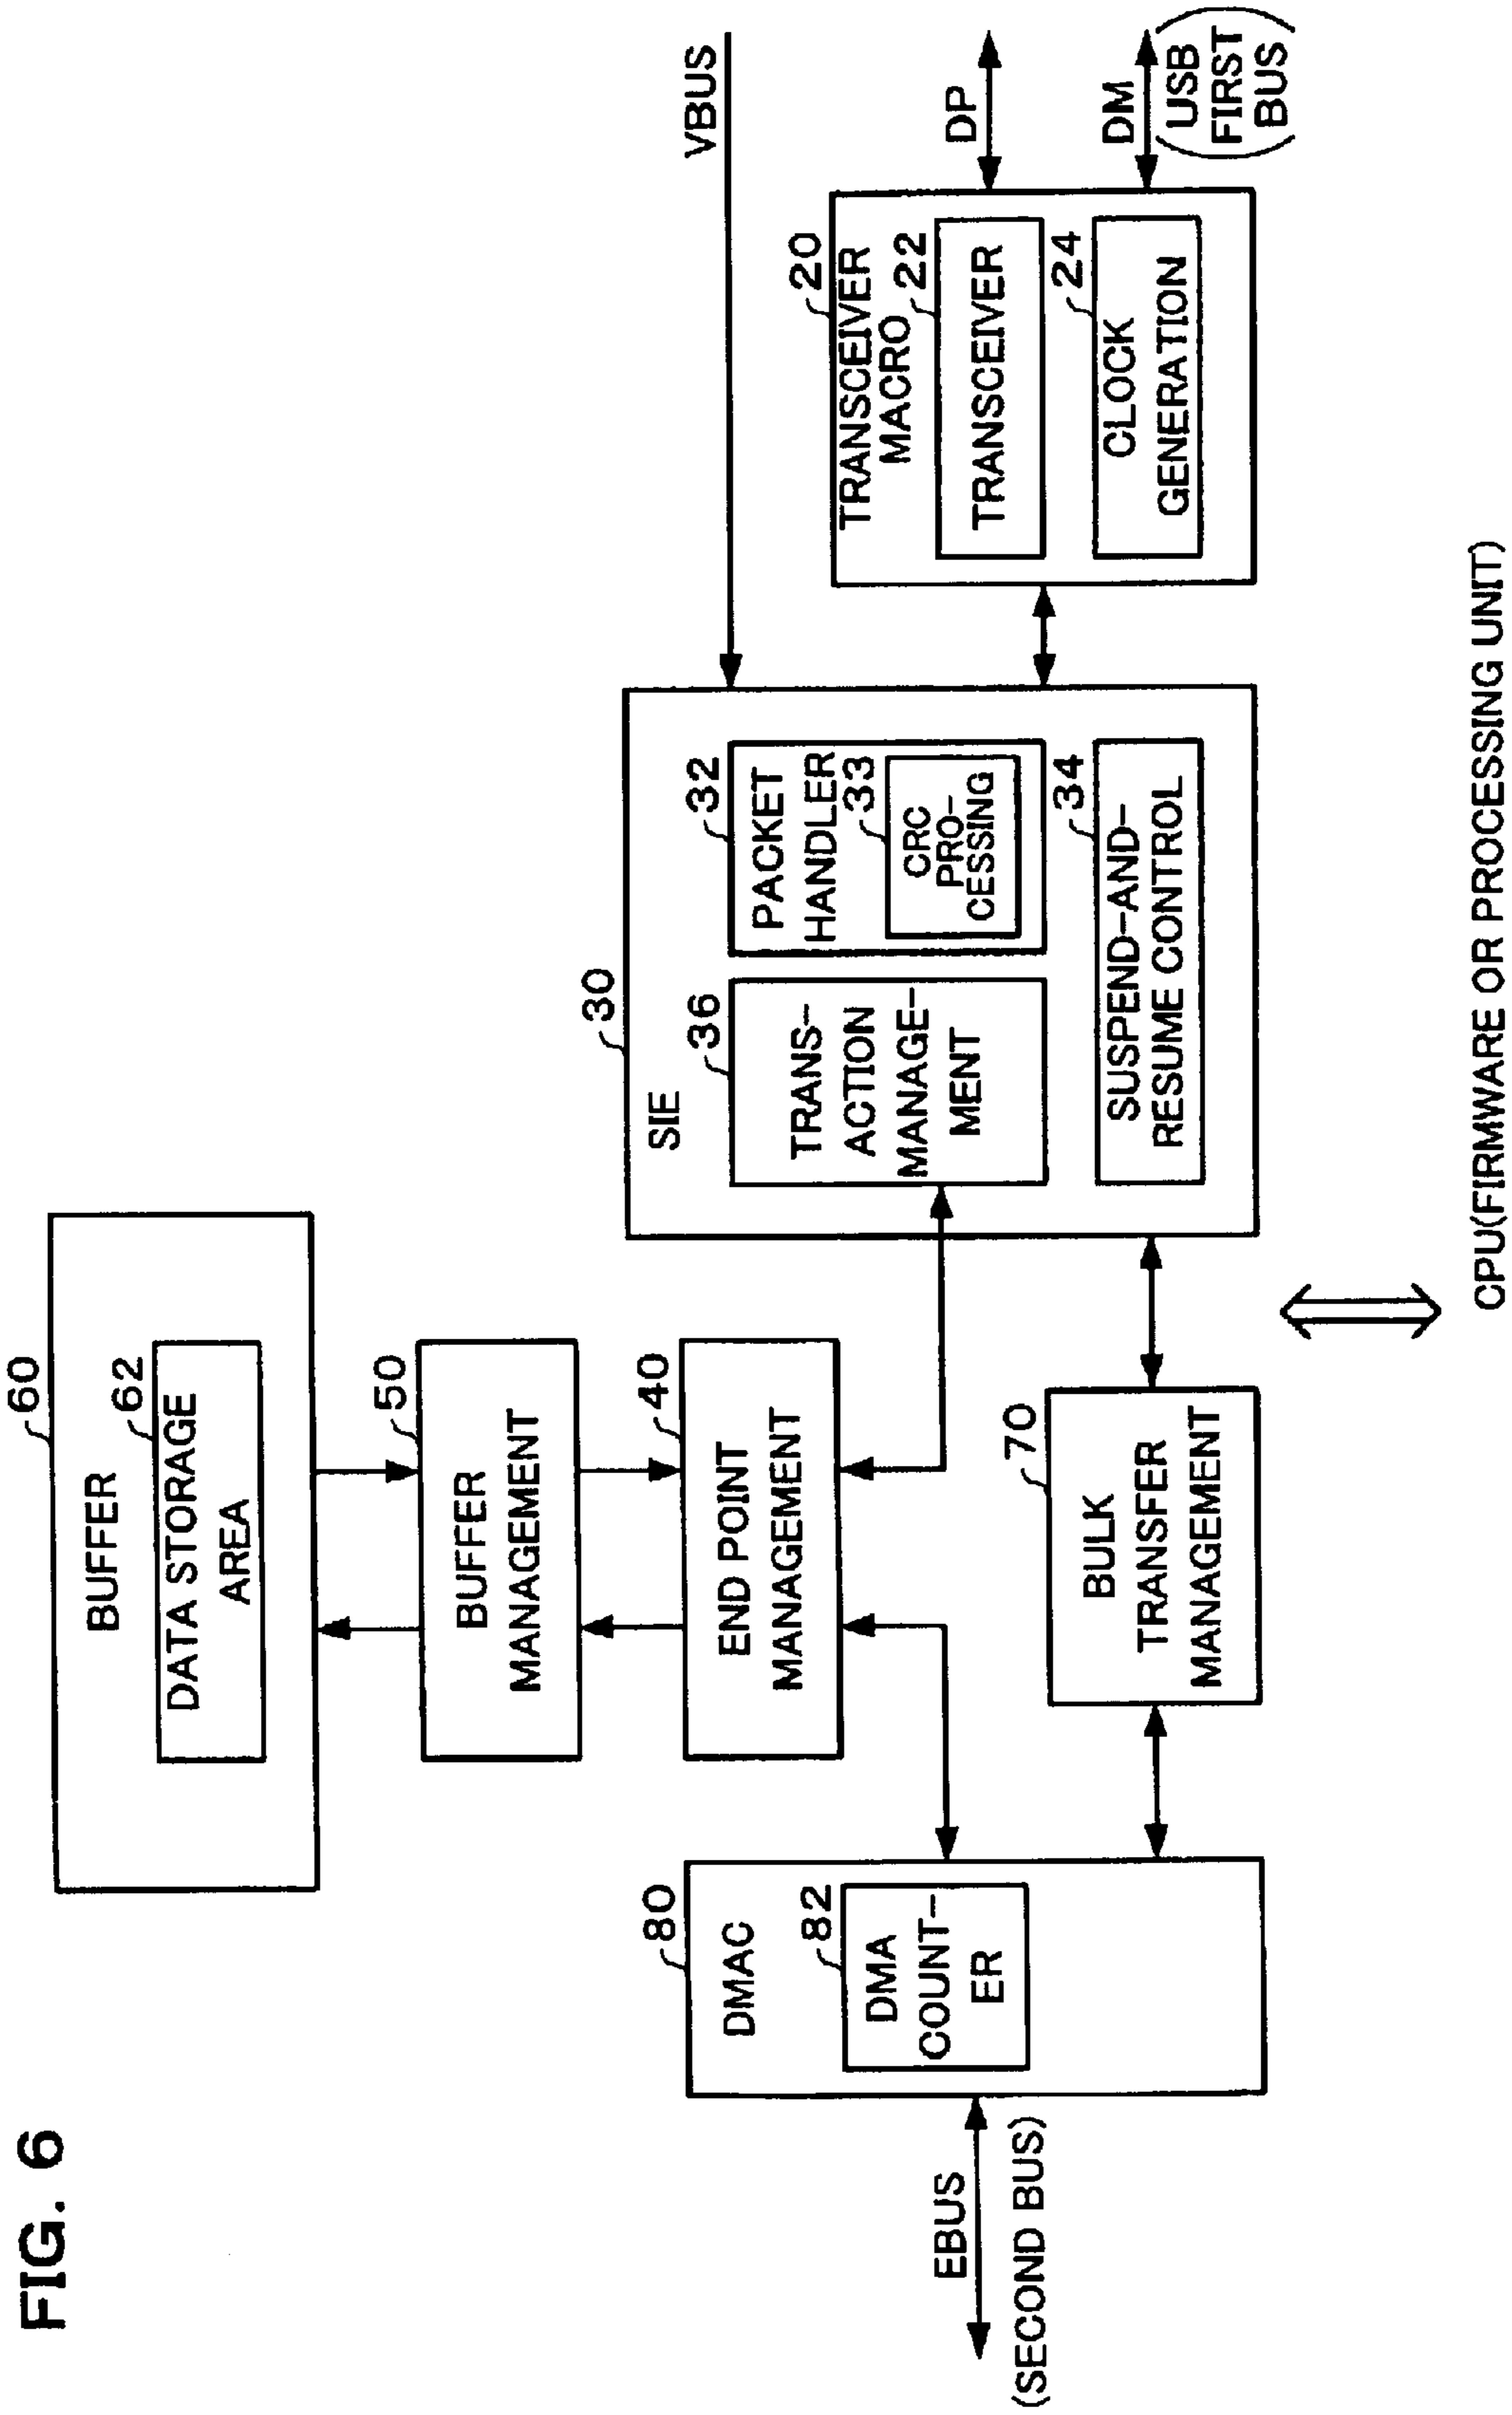 FIG. 6
60
BUFFER
62
DATA STORAGE
AREA
50
BUFFER
MANAGEMENT
40
END POINT
MANAGEMENT
80
DMAC
82
DMA
COUNT-
ER
EBUS
(SECOND BUS)
70
BULK
TRANSFER
MANAGEMENT
30
SIE
36
TRANS-
ACTION
MANAGE-
MENT
32
PACKET
HANDLER
33
CRC
PRO-
CESSING
34
SUSPEND-AND-
RESUME CONTROL
VBUS
20
TRANSCEIVER
MACRO
22
TRANSCEIVER
24
CLOCK
GENERATION
DP
DM
(USB
FIRST
BUS)
CPU(FIRMWARE OR PROCESSING UNIT)